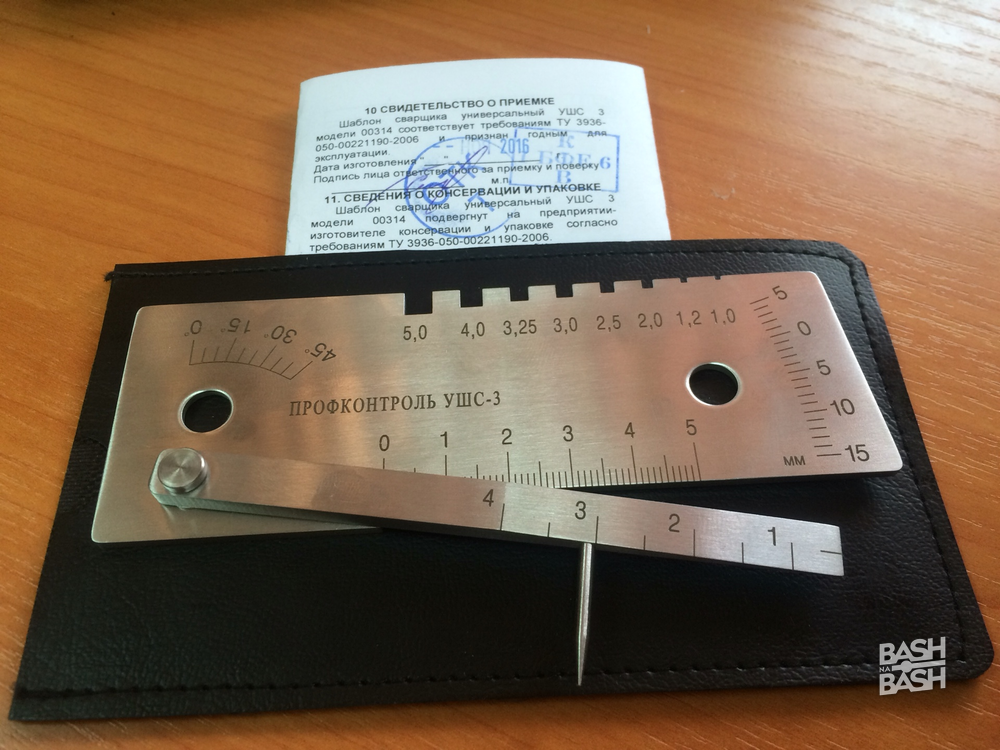 10 СВИДЕТЕЛЬСТВО О ПРИЕМКЕ
Шаблон сварщика универсальный УШС 3
модели 00314 соответствует требованиям ТУ 3936-
050-00221190-2006 и признан годным для
эксплуатации.
Дата изготовления 2016
Подпись лица ответственного за приемку и поверку
м.п.
11. СВЕДЕНИЯ О КОНСЕРВАЦИИ И УПАКОВКЕ
Шаблон сварщика универсальный УШС 3
модели 00314 подвергнут на предприятии-
изготовителе консервации и упаковке согласно
требованиям ТУ 3936-050-00221190-2006.
0° 15° 30° 45°
5,0 4,0 3,25 3,0 2,5 2,0 1,2 1,0
5
0
5
10
15
мм
ПРОФКОНТРОЛЬ УШС-3
0 1 2 3 4 5
4 3 2 1
BASH
NA
BASH